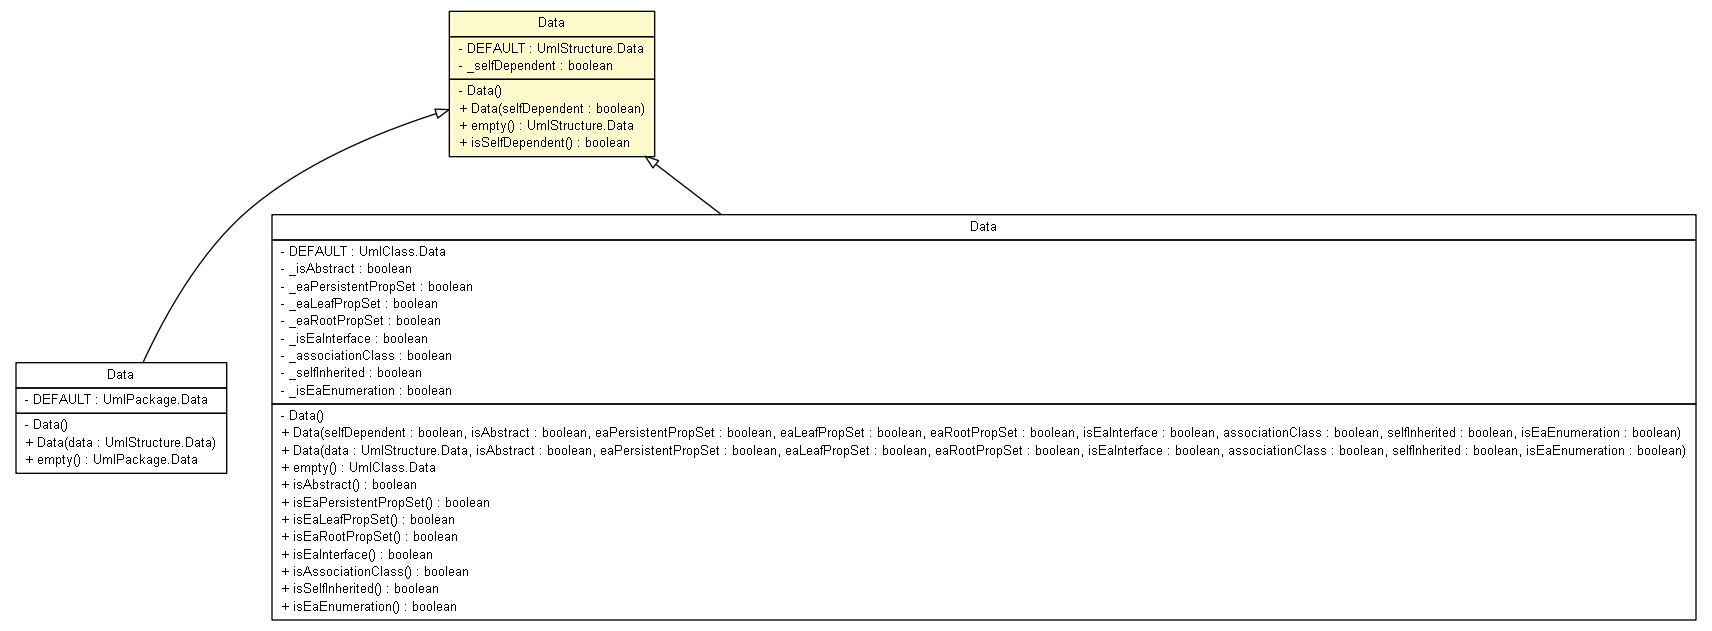 Data
- DEFAULT : UmlStructure.Data
- _selfDependent : boolean
- Data()
+ Data(selfDependent : boolean)
+ empty() : UmlStructure.Data
+ isSelfDependent() : boolean
Data
- DEFAULT : UmlClass.Data
- _isAbstract : boolean
- _eaPersistentPropSet : boolean
- _eaLeafPropSet : boolean
- _eaRootPropSet : boolean
- _isEaInterface : boolean
- _associationClass : boolean
- _selfInherited : boolean
- _isEaEnumeration : boolean
- Data()
+ Data(selfDependent : boolean, isAbstract : boolean, eaPersistentPropSet : boolean, eaLeafPropSet : boolean, eaRootPropSet : boolean, isEaInterface : boolean, associationClass : boolean, selfInherited : boolean, isEaEnumeration : boolean)
+ Data(data : UmlStructure.Data, isAbstract : boolean, eaPersistentPropSet : boolean, eaLeafPropSet : boolean, eaRootPropSet : boolean, isEaInterface : boolean, associationClass : boolean, selfInherited : boolean, isEaEnumeration : boolean)
+ empty() : UmlClass.Data
+ isAbstract() : boolean
+ isEaPersistentPropSet() : boolean
+ isEaLeafPropSet() : boolean
+ isEaRootPropSet() : boolean
+ isEaInterface() : boolean
+ isAssociationClass() : boolean
+ isSelfInherited() : boolean
+ isEaEnumeration() : boolean
Data
- DEFAULT : UmlPackage.Data
- Data()
+ Data(data : UmlStructure.Data)
+ empty() : UmlPackage.Data